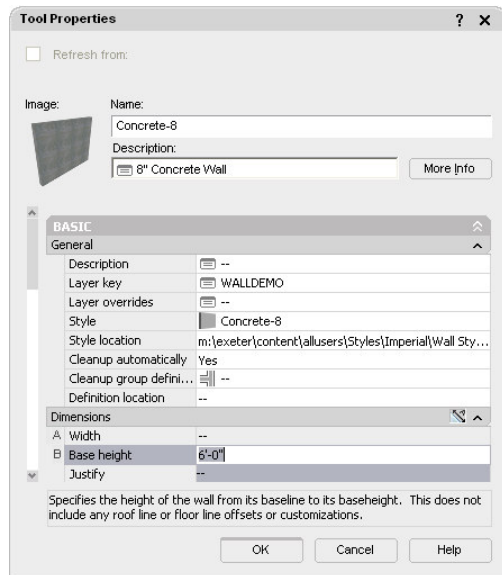 Tool Properties ? X
Refresh from:
Image:
Name:
Concrete-8
Description:
8" Concrete Wall
More Info
BASIC
General
Description --
Layer key WALLDEMO
Layer overrides --
Style Concrete-8
Style location m:\exeter\content\allusers\Styles\Imperial\Wall Sty...
Cleanup automatically Yes
Cleanup group defini... --
Definition location --
Dimensions
A Width --
B Base height 6'-0"
Justify --
Specifies the height of the wall from its baseline to its baseheight. This does not
include any roof line or floor line offsets or customizations.
OK Cancel Help